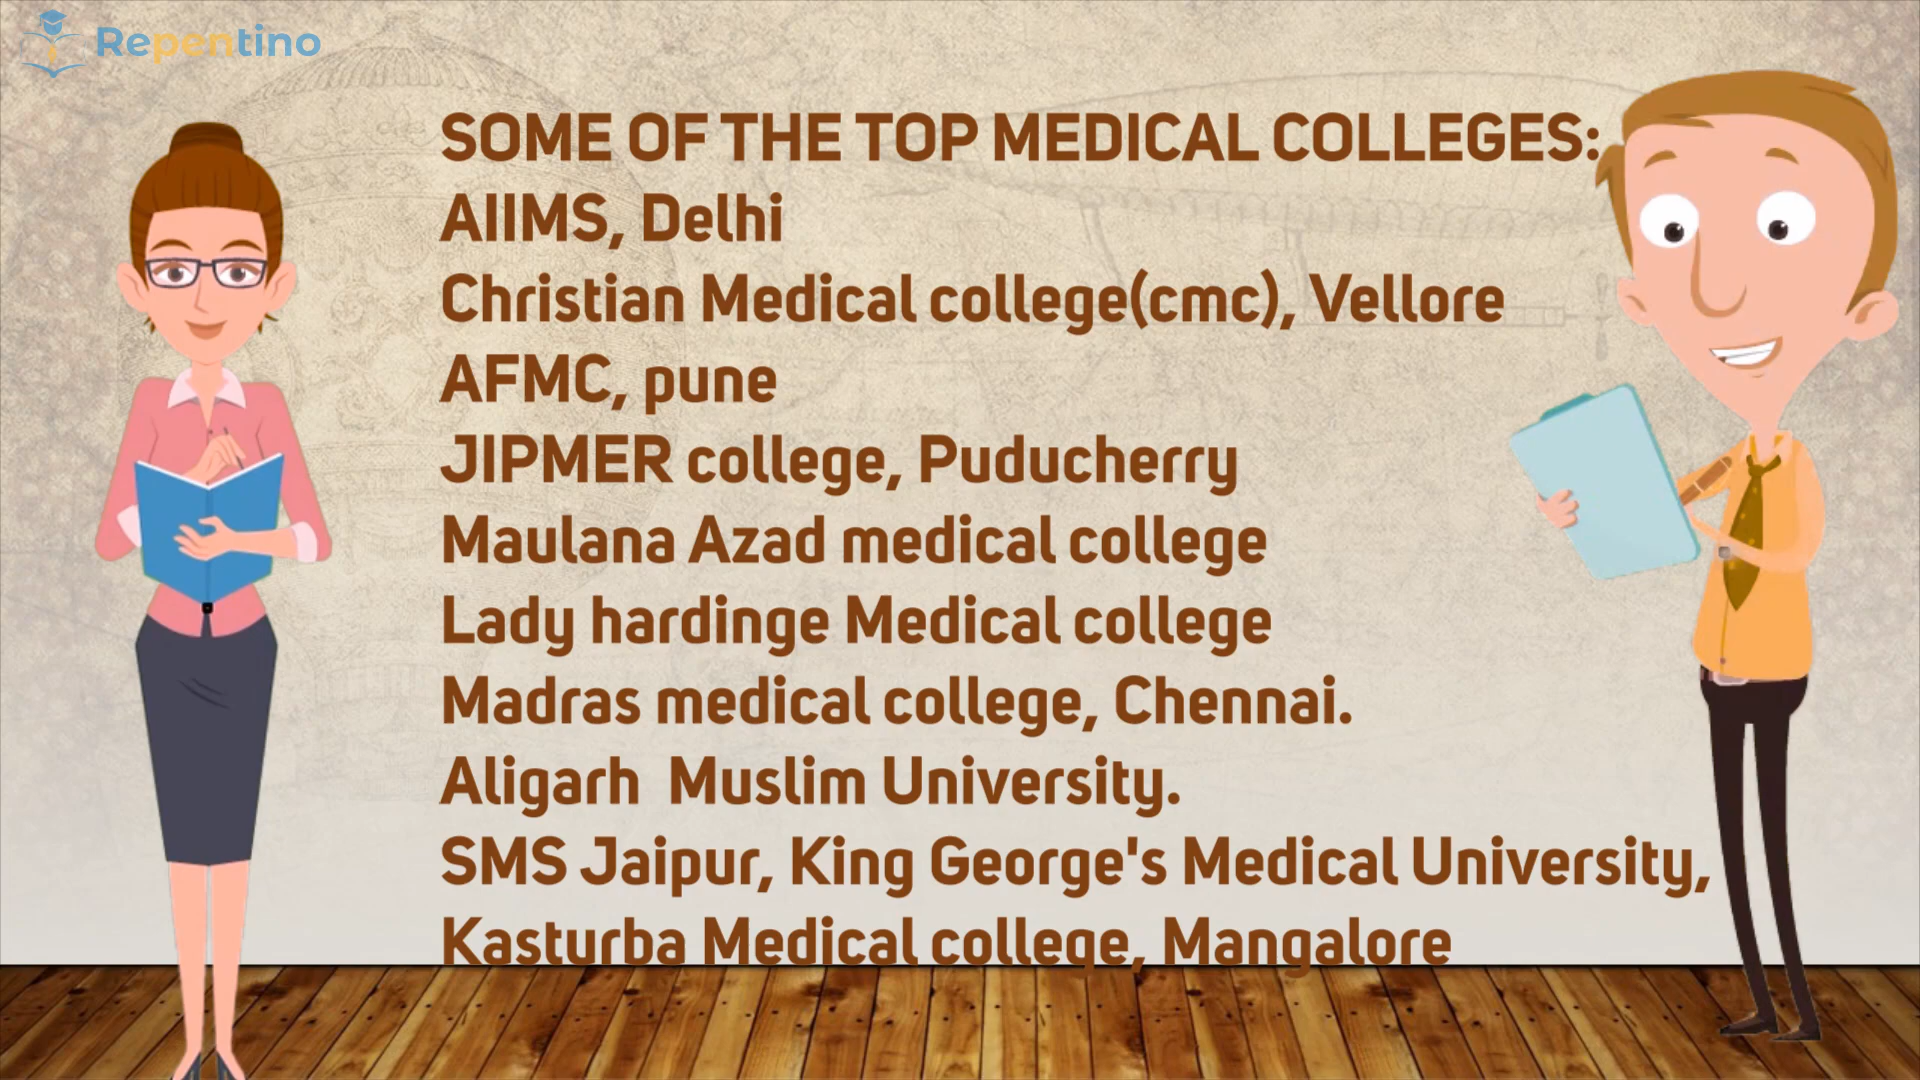 Repentino
SOME OF THE TOP MEDICAL COLLEGES:
AIIMS, Delhi
Christian Medical college(cmc), Vellore
AFMC, pune
JIPMER college, Puducherry
Maulana Azad medical college
Lady hardinge Medical college
Madras medical college, Chennai.
Aligarh  Muslim University.
SMS Jaipur, King George's Medical University,
Kasturba Medical college, Mangalore